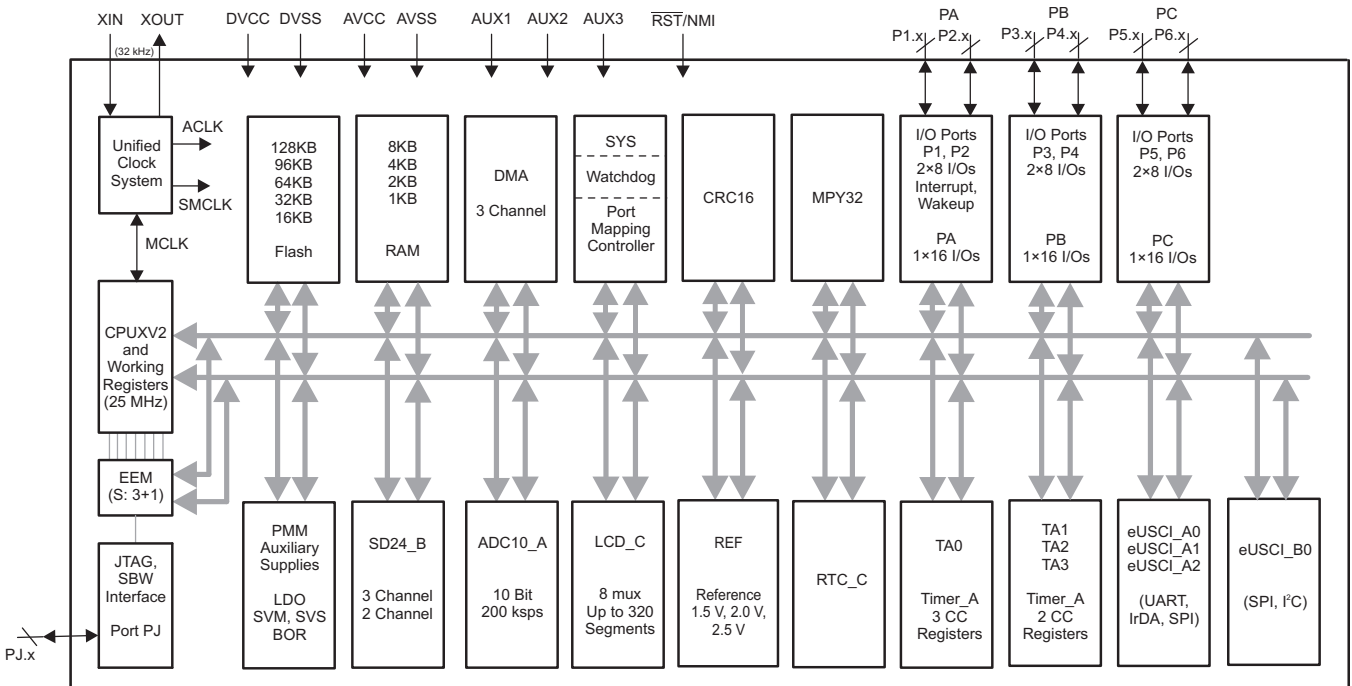 XIN XOUT DVCC DVSS AVCC AVSS AUX1 AUX2 AUX3 RST/NMI PA PB PC
(32 kHz)
P1.x P2.x P3.x P4.x P5.x P6.x
Unified
Clock
System
ACLK
SMCLK
MCLK
128KB
96KB
64KB
32KB
16KB
Flash
8KB
4KB
2KB
1KB
RAM
DMA
3 Channel
SYS
Watchdog
Port
Mapping
Controller
CRC16
MPY32
I/O Ports
P1, P2
2×8 I/Os
Interrupt,
Wakeup
PA
1×16 I/Os
I/O Ports
P3, P4
2×8 I/Os
PB
1×16 I/Os
I/O Ports
P5, P6
2×8 I/Os
PC
1×16 I/Os
CPUXV2
and
Working
Registers
(25 MHz)
EEM
(S: 3+1)
JTAG,
SBW
Interface
Port PJ
PJ.x
PMM
Auxiliary
Supplies
LDO
SVM, SVS
BOR
SD24_B
3 Channel
2 Channel
ADC10_A
10 Bit
200 ksps
LCD_C
8 mux
Up to 320
Segments
REF
Reference
1.5 V, 2.0 V,
2.5 V
RTC_C
TA0
Timer_A
3 CC
Registers
TA1
TA2
TA3
Timer_A
2 CC
Registers
eUSCI_A0
eUSCI_A1
eUSCI_A2
(UART,
IrDA, SPI)
eUSCI_B0
(SPI, I²C)